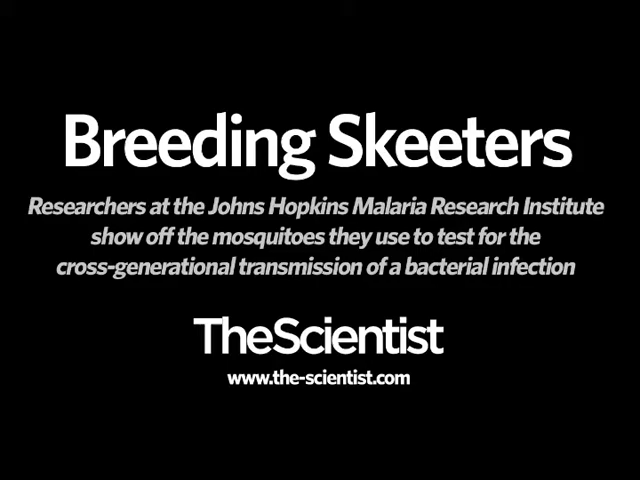 Breeding Skeeters
Researchers at the Johns Hopkins Malaria Research Institute
show off the mosquitoes they use to test for the
cross-generational transmission of a bacterial infection
TheScientist
www.the-scientist.com